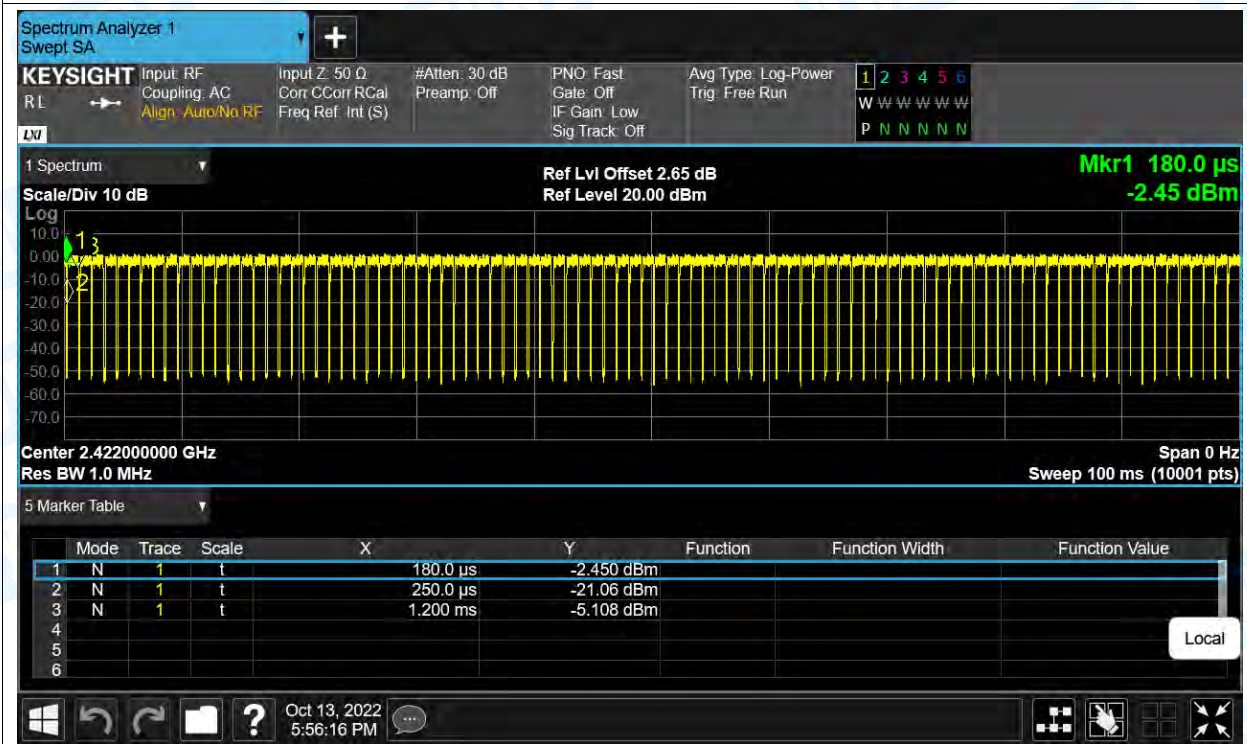 Spectrum Analyzer 1
Swept SA
+
KEYSIGHT Input: RF Input Z: 50 Ω #Atten: 30 dB PNO: Fast Avg Type: Log-Power 1 2 3 4 5 6
RL Coupling: AC Corr CCorr RCal Preamp: Off Gate: Off Trig: Free Run W W W W W W
Align: Auto/No RF Freq Ref: Int (S) IF Gain: Low
LXI Sig Track: Off P N N N N N
1 Spectrum Ref Lvl Offset 2.65 dB Mkr1 180.0 µs
Scale/Div 10 dB Ref Level 20.00 dBm -2.45 dBm
Log
10.0 1 3
0.00
-10.0 2
-20.0
-30.0
-40.0
-50.0
-60.0
-70.0
Center 2.422000000 GHz Span 0 Hz
Res BW 1.0 MHz Sweep 100 ms (10001 pts)
5 Marker Table
Mode Trace Scale X Y Function Function Width Function Value
1 N 1 t 180.0 µs -2.450 dBm
2 N 1 t 250.0 µs -21.06 dBm
3 N 1 t 1.200 ms -5.108 dBm
4
5
6
Local
? Oct 13, 2022
5:56:16 PM